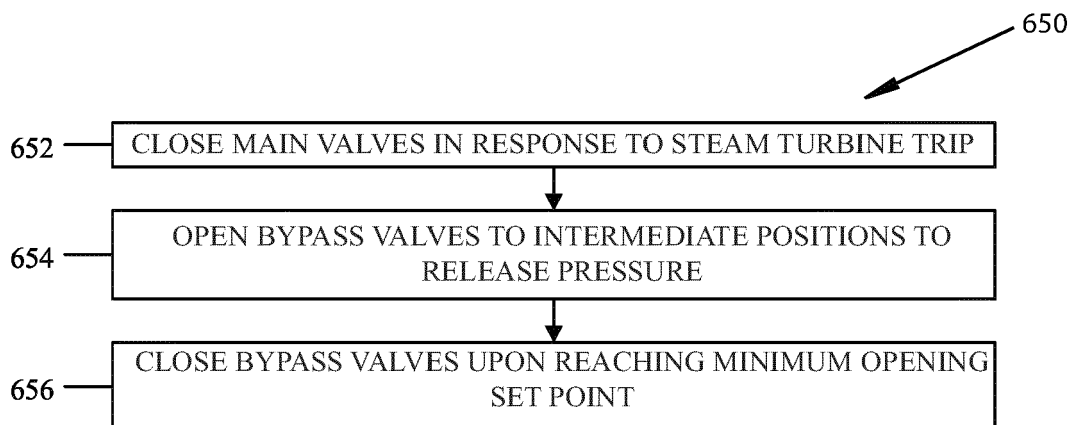 650
652 CLOSE MAIN VALVES IN RESPONSE TO STEAM TURBINE TRIP
654 OPEN BYPASS VALVES TO INTERMEDIATE POSITIONS TO
RELEASE PRESSURE
656 CLOSE BYPASS VALVES UPON REACHING MINIMUM OPENING
SET POINT